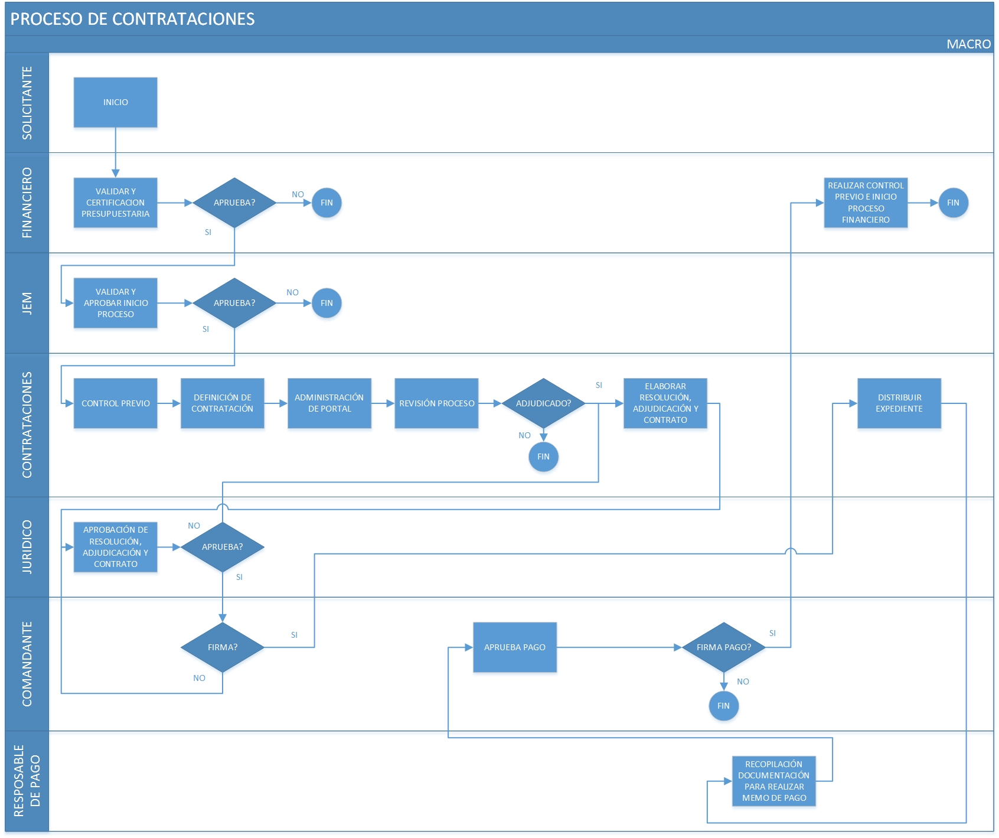 PROCESO DE CONTRATACIONES
MACRO
SOLICITANTE
INICIO
FINANCIERO
VALIDAR Y
CERTIFICACION
PRESUPUESTARIA
APRUEBA?
NO
FIN
SI
REALIZAR CONTROL
PREVIO E INICIO
PROCESO
FINANCIERO
FIN
JEM
VALIDAR Y
APROBAR INICIO
PROCESO
APRUEBA?
NO
FIN
SI
CONTRATACIONES
CONTROL PREVIO
DEFINICIÓN DE
CONTRATACIÓN
ADMINISTRACIÓN
DE PORTAL
REVISIÓN PROCESO
ADJUDICADO?
SI
NO
FIN
ELABORAR
RESOLUCIÓN,
ADJUDICACIÓN Y
CONTRATO
DISTRIBUIR
EXPEDIENTE
JURIDICO
APROBACIÓN DE
RESOLUCIÓN,
ADJUDICACIÓN Y
CONTRATO
NO
APRUEBA?
SI
COMANDANTE
FIRMA?
SI
NO
APRUEBA PAGO
FIRMA PAGO?
SI
NO
FIN
RESPOSABLE
DE PAGO
RECOPILACIÓN
DOCUMENTACIÓN
PARA REALIZAR
MEMO DE PAGO